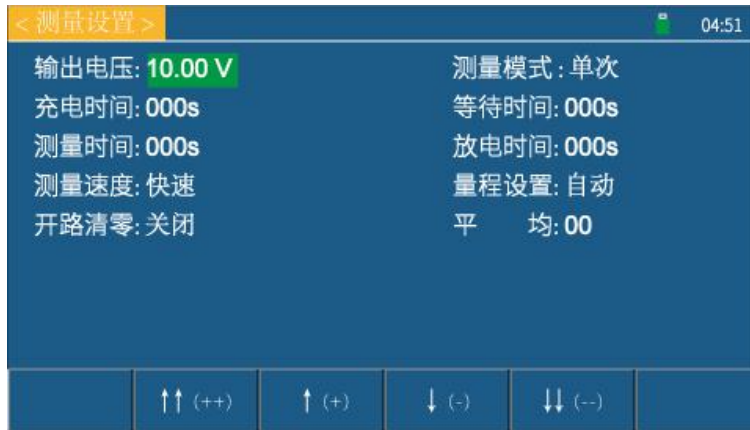 <测量设置> 04:51
输出电压: 10.00 V 测量模式: 单次
充电时间: 000s 等待时间: 000s
测量时间: 000s 放电时间: 000s
测量速度: 快速 量程设置: 自动
开路清零: 关闭 平 均: 00
↑↑ (++) ↑ (+) ↓ (-) ↓↓ (--)